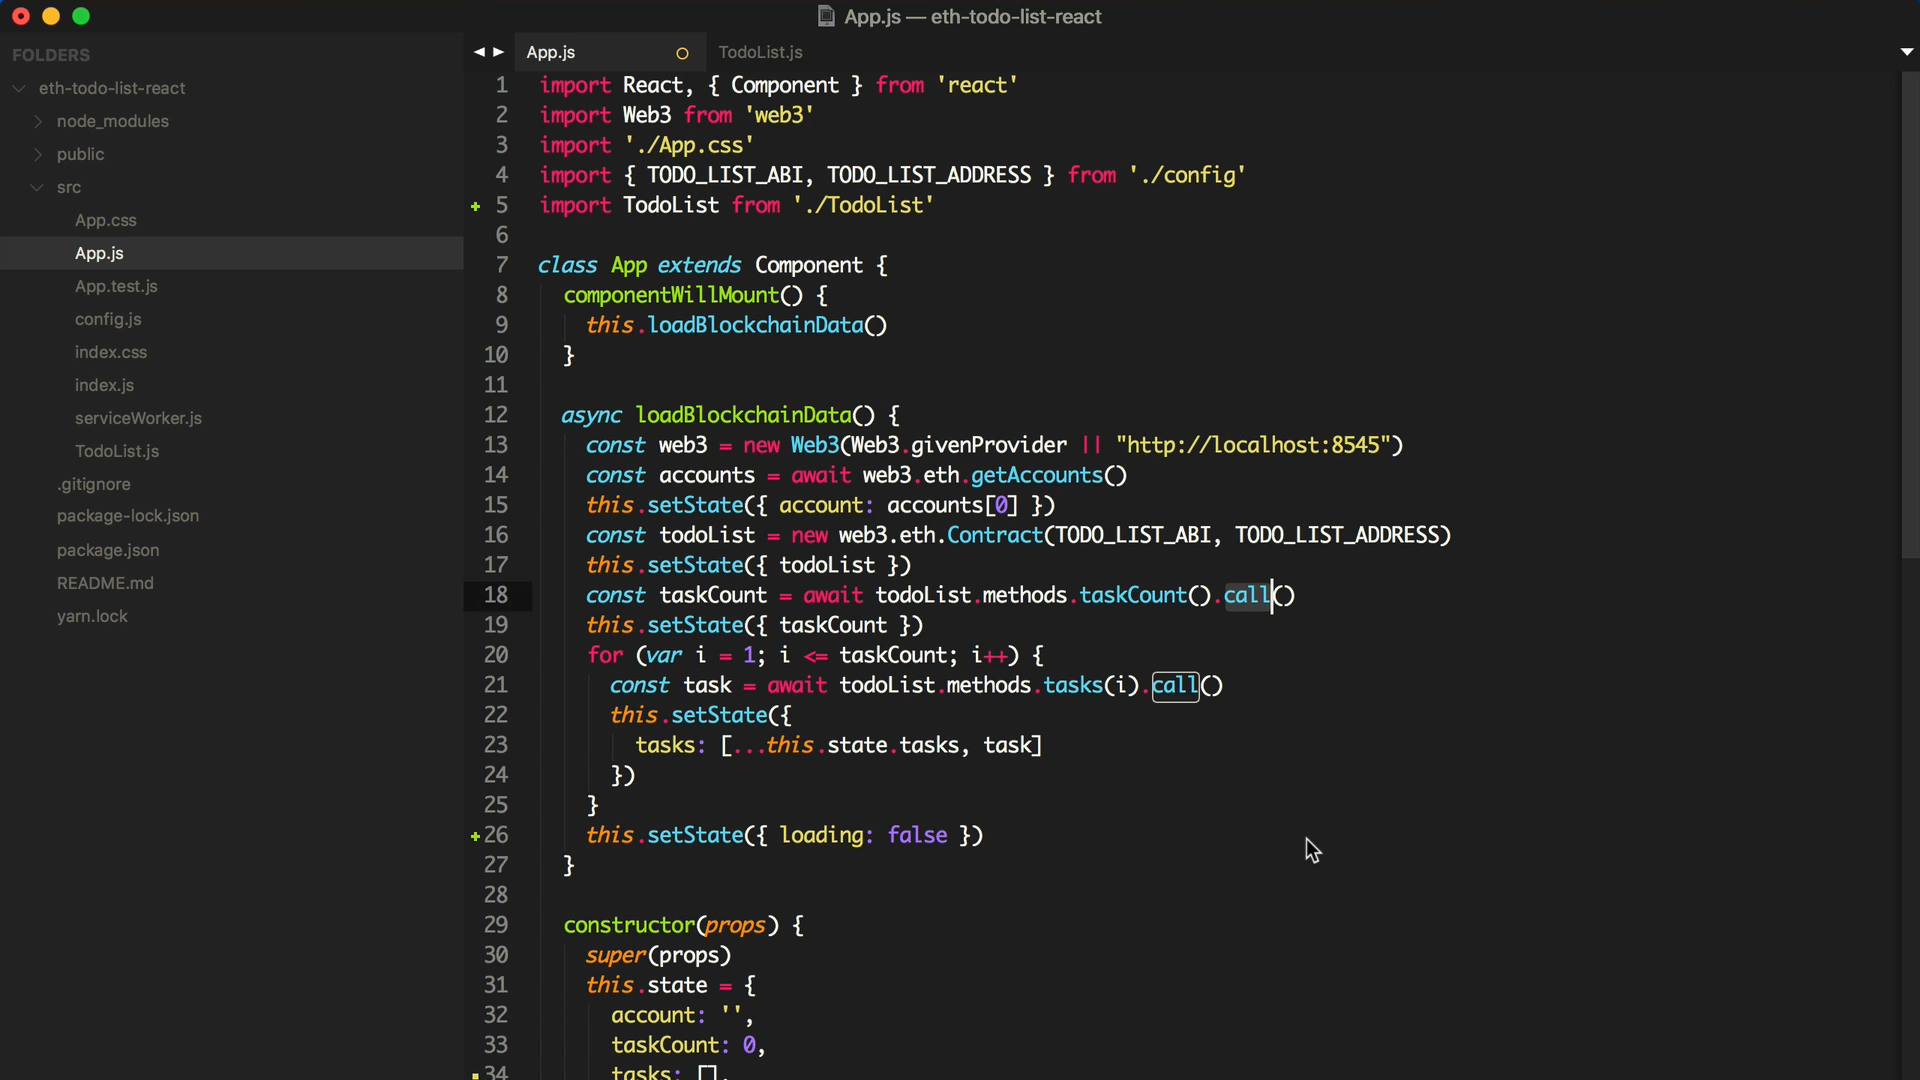 App.js — eth-todo-list-react
FOLDERS
eth-todo-list-react
node_modules
public
src
App.css
App.js
App.test.js
config.js
index.css
index.js
serviceWorker.js
TodoList.js
.gitignore
package-lock.json
package.json
README.md
yarn.lock
App.js TodoList.js
1 import React, { Component } from 'react'
2 import Web3 from 'web3'
3 import './App.css'
4 import { TODO_LIST_ABI, TODO_LIST_ADDRESS } from './config'
+ 5 import TodoList from './TodoList'
6
7 class App extends Component {
8 componentWillMount() {
9 this.loadBlockchainData()
10 }
11
12 async loadBlockchainData() {
13 const web3 = new Web3(Web3.givenProvider || "http://localhost:8545")
14 const accounts = await web3.eth.getAccounts()
15 this.setState({ account: accounts[0] })
16 const todoList = new web3.eth.Contract(TODO_LIST_ABI, TODO_LIST_ADDRESS)
17 this.setState({ todoList })
18 const taskCount = await todoList.methods.taskCount().call()
19 this.setState({ taskCount })
20 for (var i = 1; i <= taskCount; i++) {
21 const task = await todoList.methods.tasks(i).call()
22 this.setState({
23 tasks: [...this.state.tasks, task]
24 })
25 }
+ 26 this.setState({ loading: false })
27 }
28
29 constructor(props) {
30 super(props)
31 this.state = {
32 account: '',
33 taskCount: 0,
34 tasks: [],